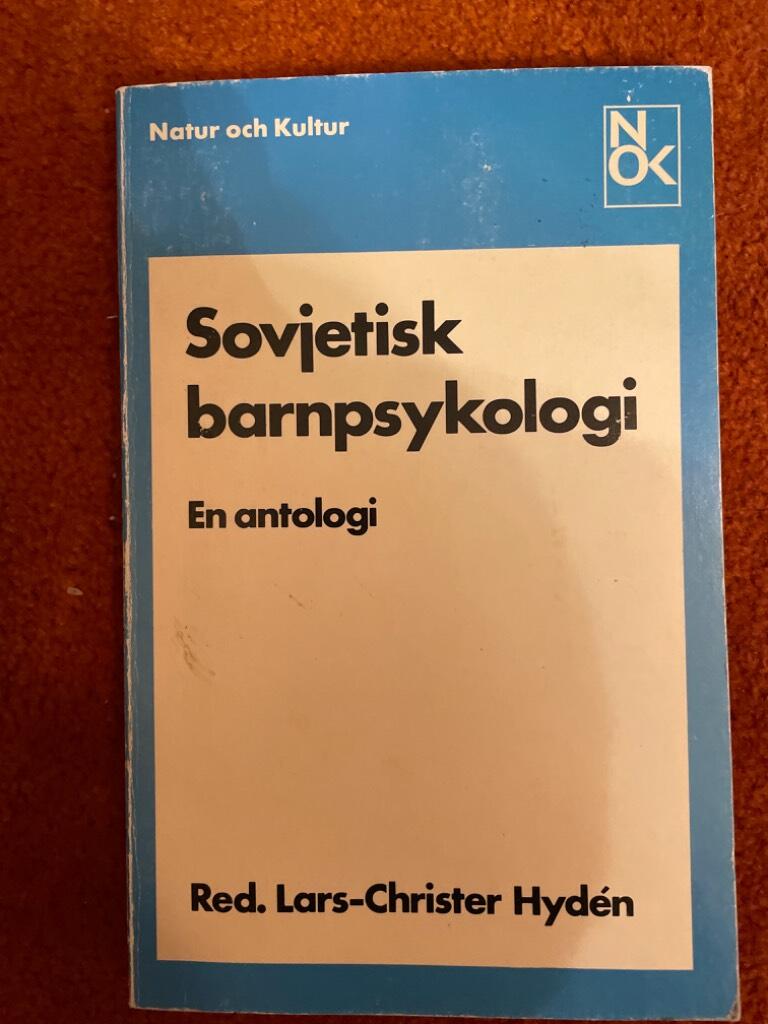 Natur och Kultur
N
OK
Sovjetisk
barnpsykologi
En antologi
Red. Lars-Christer Hydén